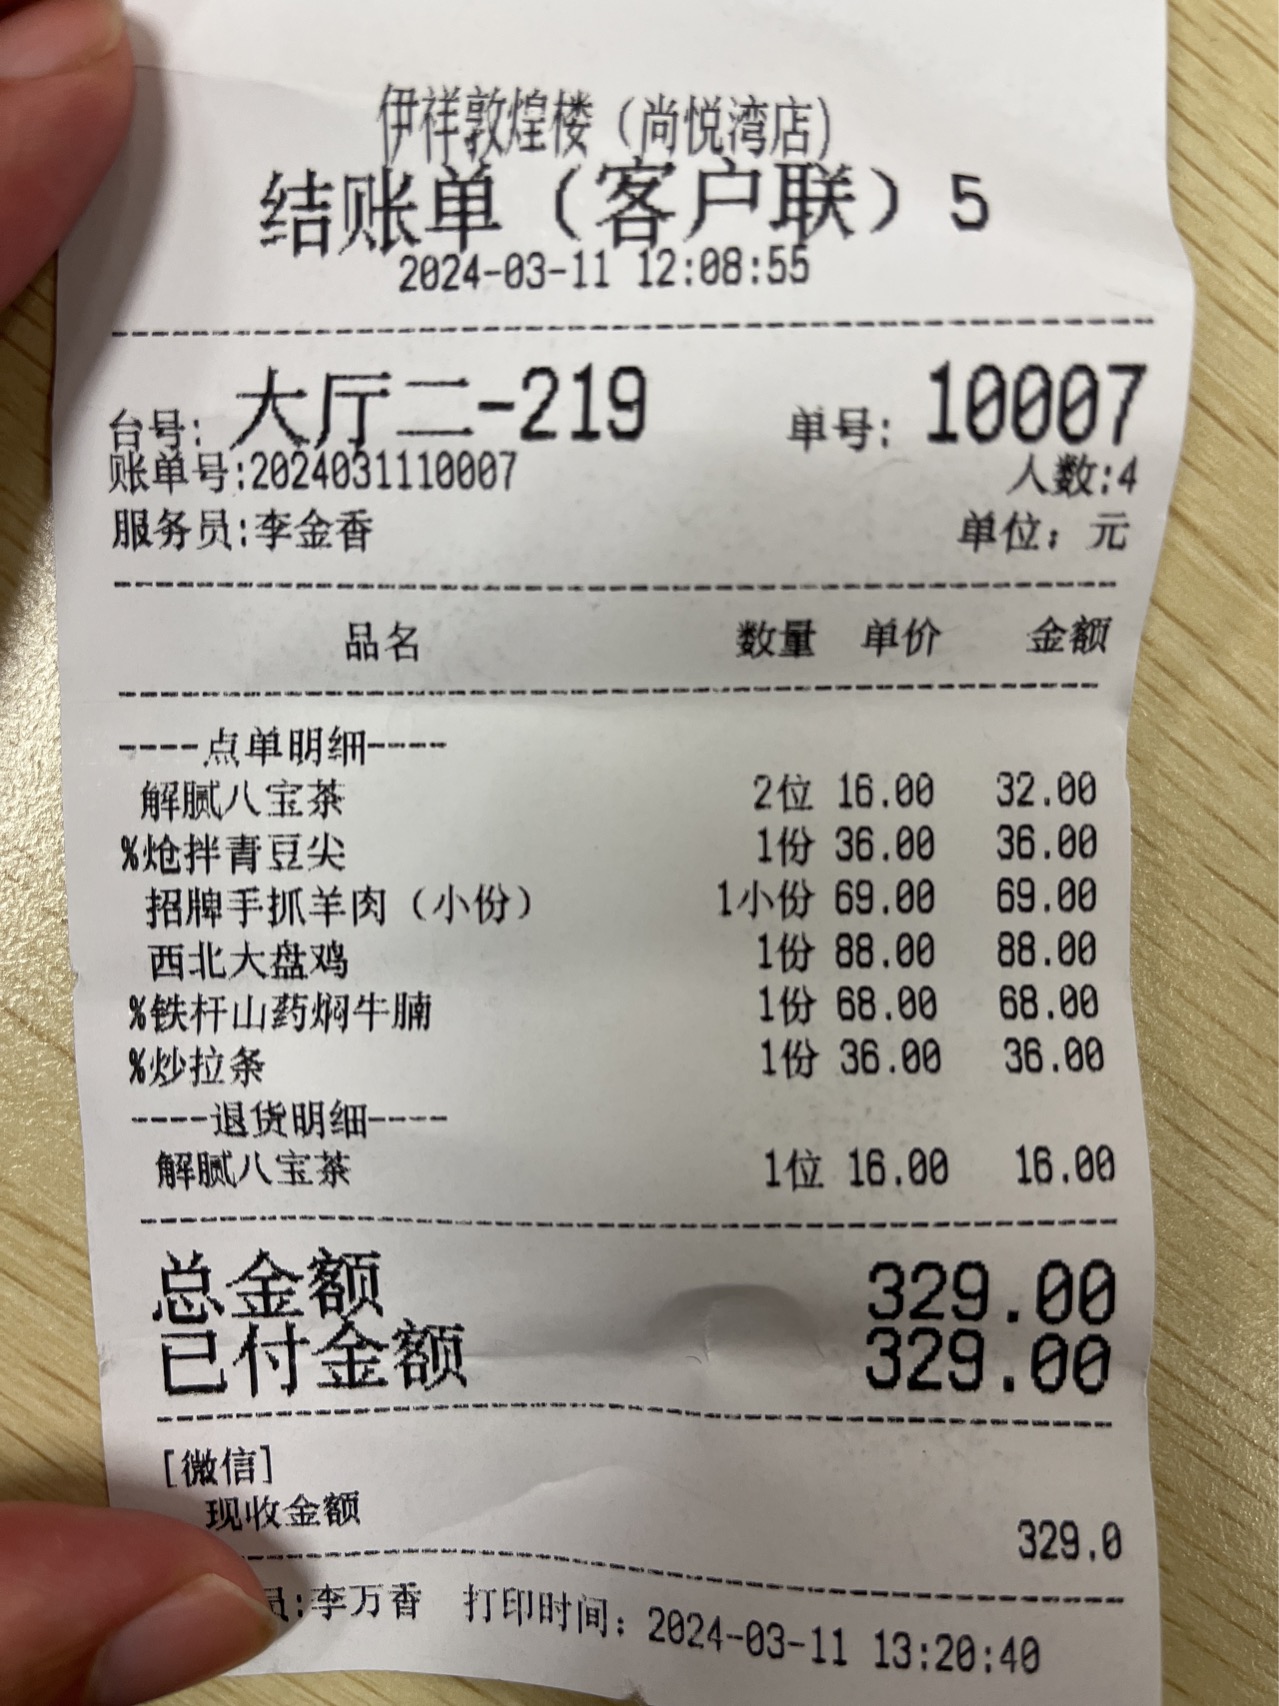 伊祥敦煌楼（尚悦湾店）
结账单（客户联）5
2024-03-11 12:08:55
台号: 大厅二-219 单号: 10007
账单号:2024031110007 人数:4
服务员:李金香 单位: 元
品名 数量 单价 金额
----点单明细----
解腻八宝茶 2位 16.00 32.00
%炝拌青豆尖 1份 36.00 36.00
招牌手抓羊肉（小份） 1小份 69.00 69.00
西北大盘鸡 1份 88.00 88.00
%铁杆山药焖牛腩 1份 68.00 68.00
%炒拉条 1份 36.00 36.00
----退货明细----
解腻八宝茶 1位 16.00 16.00
总金额 329.00
已付金额 329.00
[微信]
现收金额 329.0
员:李万香 打印时间: 2024-03-11 13:20:40